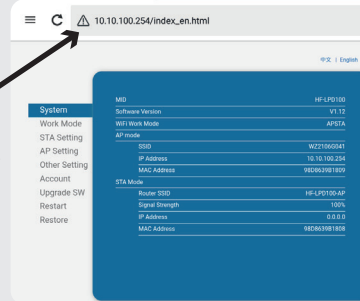 10.10.100.254/index_en.html
中文 | English
System
Work Mode
STA Setting
AP Setting
Other Setting
Account
Upgrade SW
Restart
Restore
MID HF-LPD100
Software Version V1.12
WiFi Work Mode APSTA
AP mode
SSID WZ2106G041
IP Address 10.10.100.254
MAC Address 98D8639B1809
STA Mode
Router SSID HF-LPD100-AP
Signal Strength 100%
IP Address 0.0.0.0
MAC Address 98D8639B1808